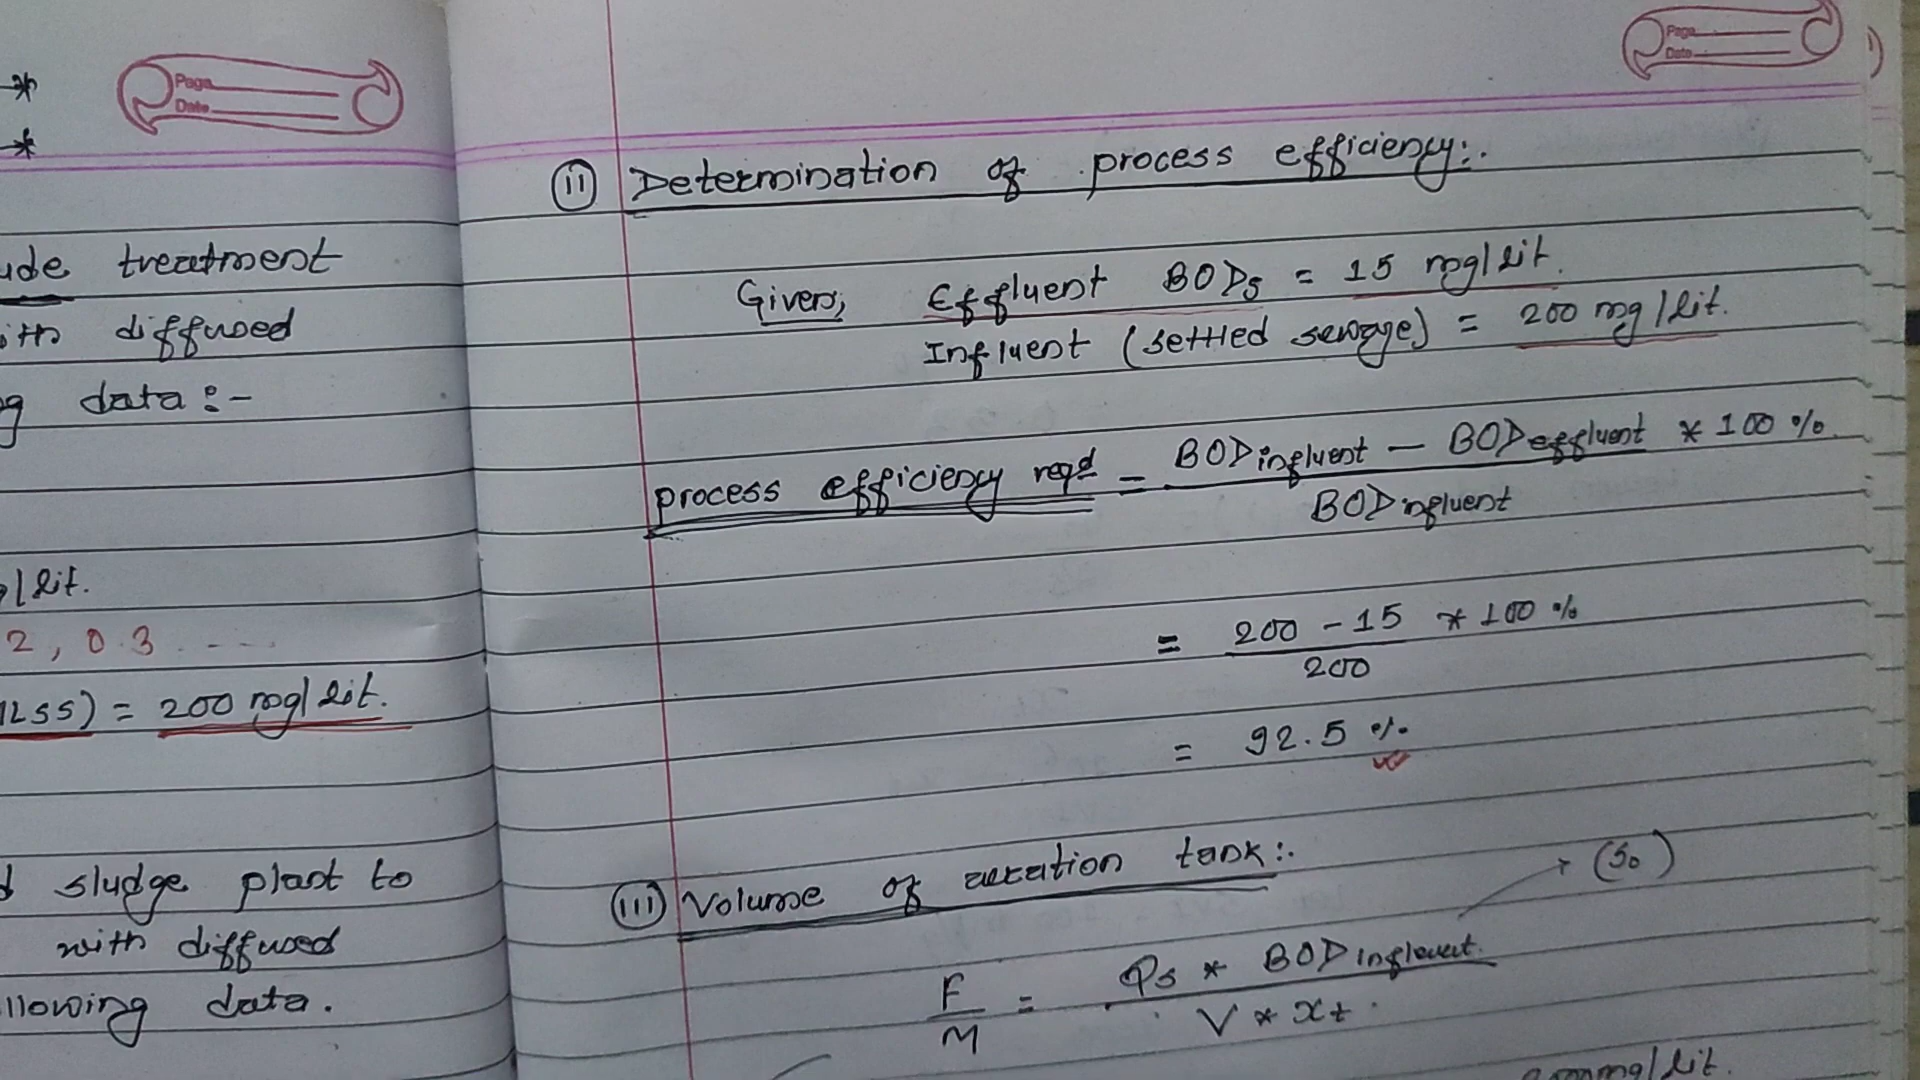 Page
Date
ude treatment
ith diffused
g data :-
g/lit.
2, 0.3 ....
MLSS) = 200 mg/lit.
d sludge plant to
with diffused
llowing data.
Page
Date
(ii) Determination of process efficiency:.
Given, Effluent BOD5 = 15 mg/lit.
Influent (settled sewage) = 200 mg/lit.
process efficiency reqd = BOD influent - BOD effluent * 100 %
BOD influent
= 200 - 15 * 100 %
200
= 92.5 %
(iii) Volume of aeration tank:.
(So)
F = Qs * BOD influent.
M V * Xt.
mg/lit.